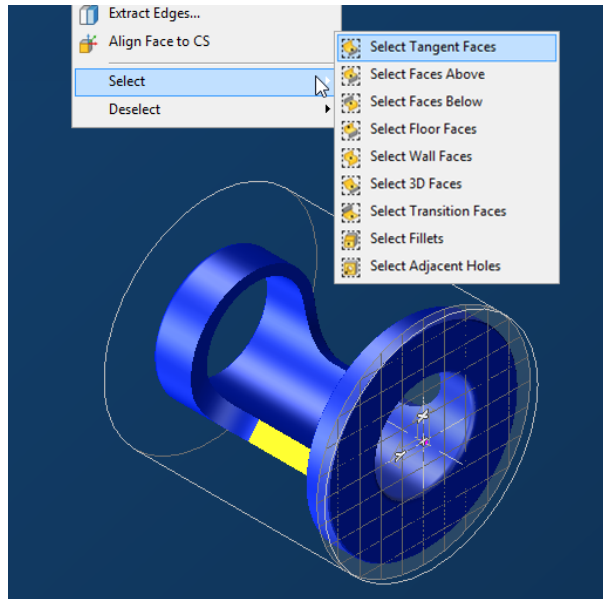 Extract Edges...
Align Face to CS
Select
Deselect
Select Tangent Faces
Select Faces Above
Select Faces Below
Select Floor Faces
Select Wall Faces
Select 3D Faces
Select Transition Faces
Select Fillets
Select Adjacent Holes